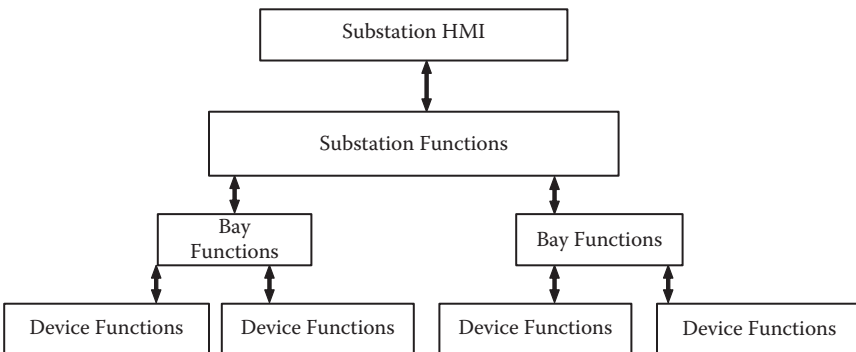 Substation HMI
Substation Functions
Bay
Functions
Bay Functions
Device Functions
Device Functions
Device Functions
Device Functions